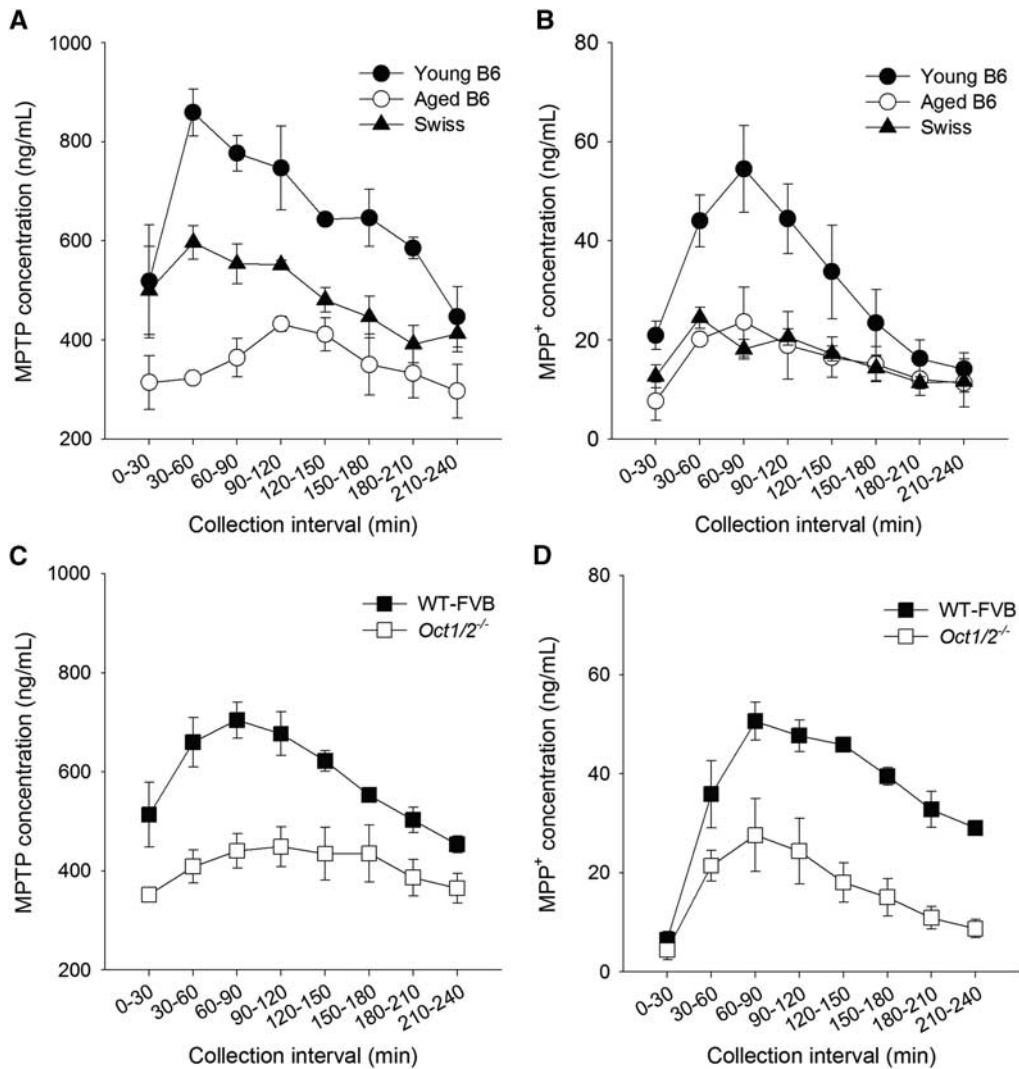 A
MPTP concentration (ng/mL)
1000
800
600
400
200
Young B6
Aged B6
Swiss
0-30
30-60
60-90
90-120
120-150
150-180
180-210
210-240
Collection interval (min)
B
MPP⁺ concentration (ng/mL)
80
60
40
20
0
Young B6
Aged B6
Swiss
0-30
30-60
60-90
90-120
120-150
150-180
180-210
210-240
Collection interval (min)
C
MPTP concentration (ng/mL)
1000
800
600
400
200
WT-FVB
Oct1/2⁻/⁻
0-30
30-60
60-90
90-120
120-150
150-180
180-210
210-240
Collection interval (min)
D
MPP⁺ concentration (ng/mL)
80
60
40
20
0
WT-FVB
Oct1/2⁻/⁻
0-30
30-60
60-90
90-120
120-150
150-180
180-210
210-240
Collection interval (min)